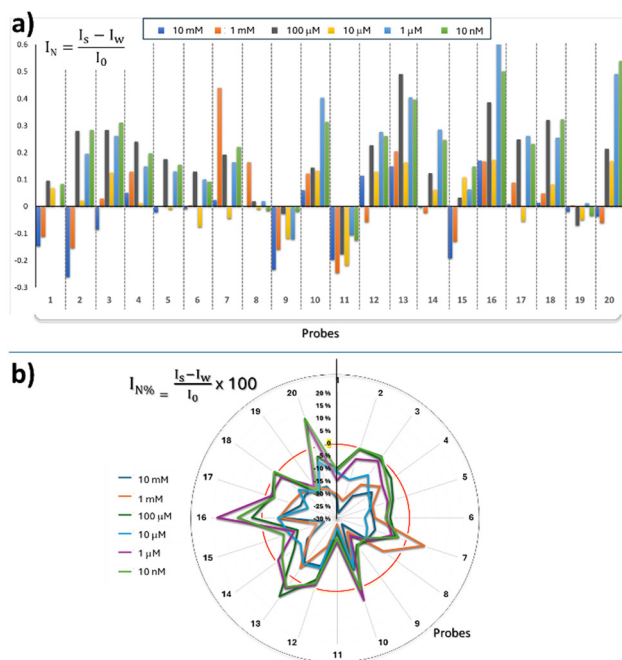 a)
10 mM 1 mM 100 µM 10 µM 1 µM 10 nM
I_N = (I_s − I_w) / I_0
0.6
0.5
0.4
0.3
0.2
0.1
0
-0.1
-0.2
-0.3
1 2 3 4 5 6 7 8 9 10 11 12 13 14 15 16 17 18 19 20
Probes
b)
I_N% = (I_s−I_w) / I_0 x 100
1
20 2
19 3
18 4
17 5
16 6
15 7
14 8
13 9
12 10
11
20 %
15 %
10 %
5 %
0
-5 %
-10 %
-15 %
-20 %
-25 %
-30 %
10 mM
1 mM
100 µM
10 µM
1 µM
10 nM
Probes